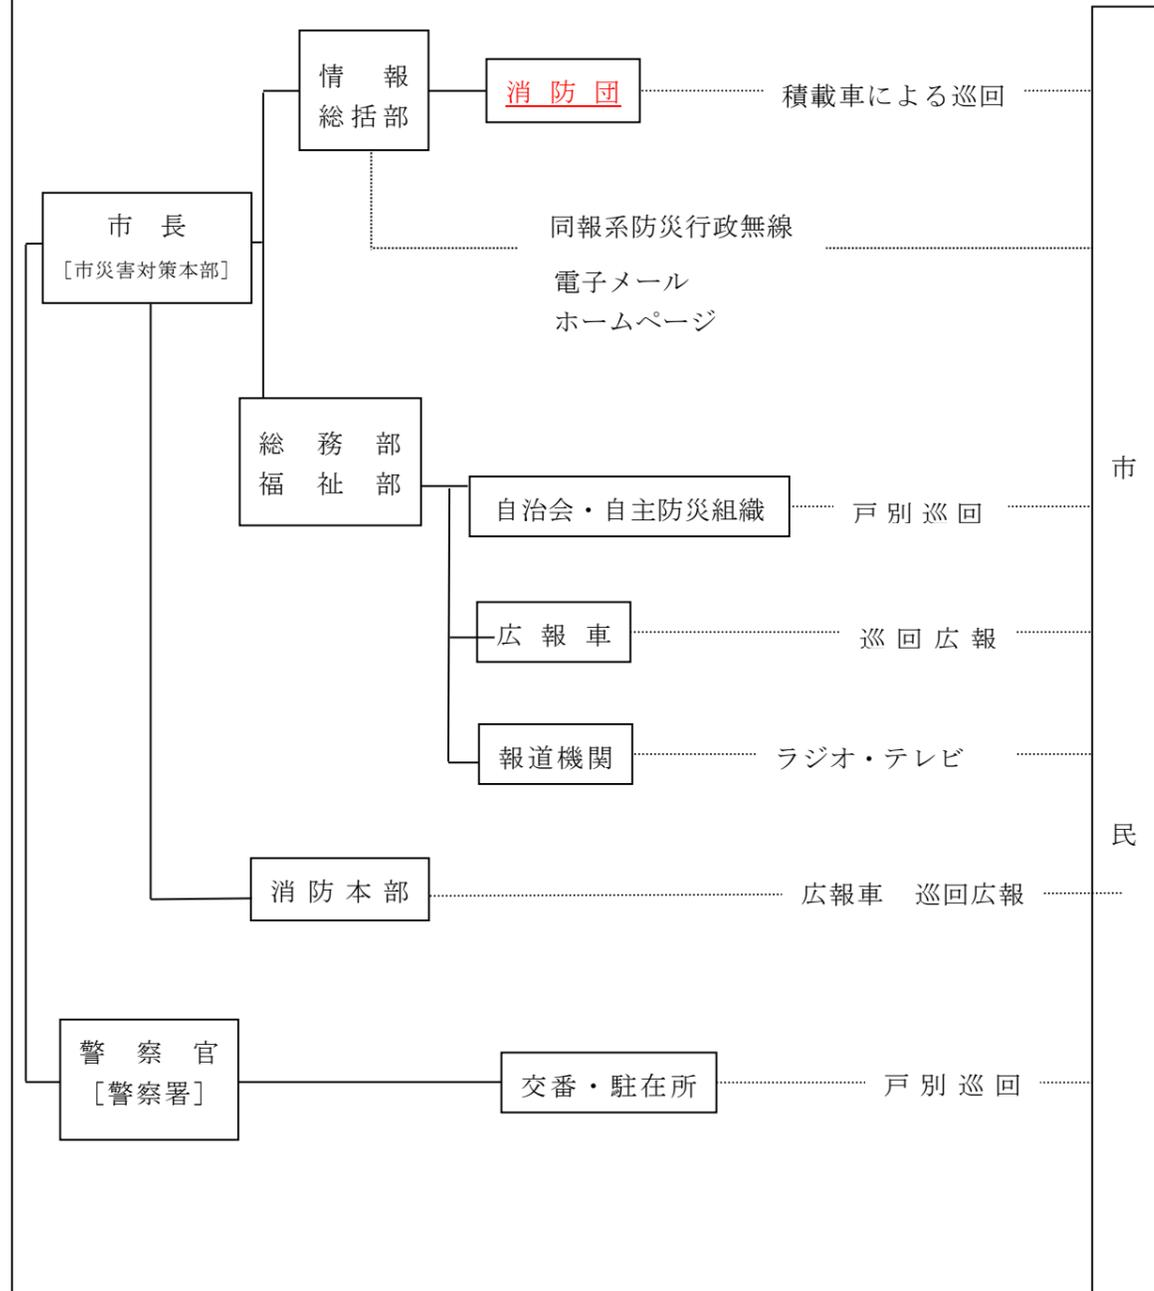 情　報
総括部
消 防 団
積載車による巡回
市　長
［市災害対策本部］
同報系防災行政無線
電子メール
ホームページ
総　務　部
福　祉　部
自治会・自主防災組織
戸 別 巡 回
広 報 車
巡 回 広 報
報道機関
ラジオ・テレビ
消 防 本 部
広報車　巡回広報
警　察　官
［警察署］
交番・駐在所
戸 別 巡 回
市
民